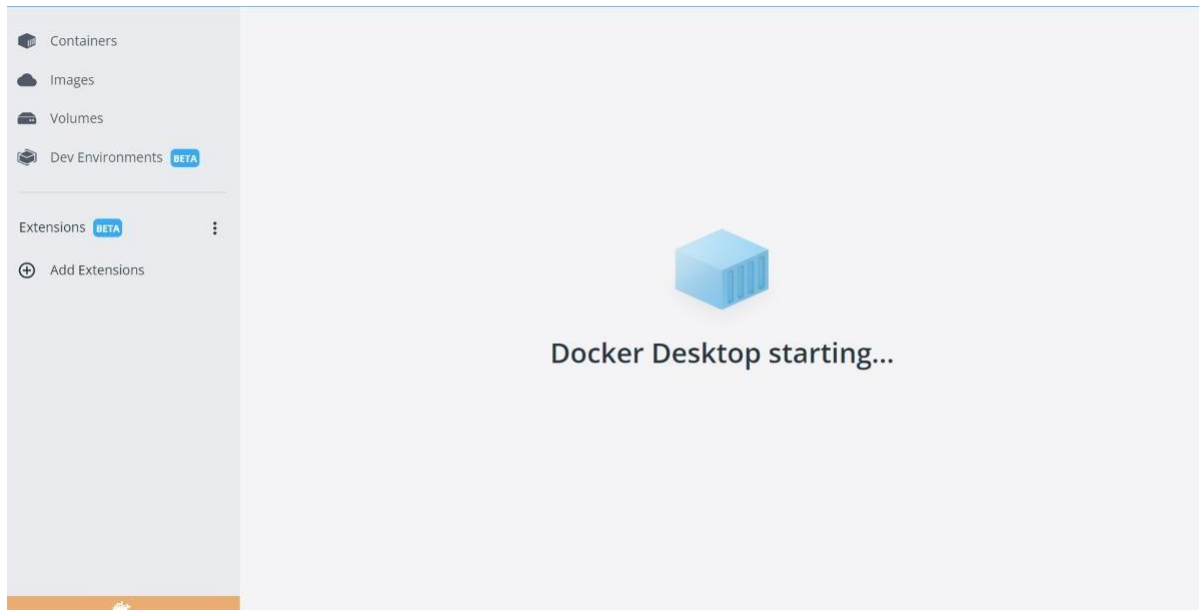 Containers
Images
Volumes
Dev Environments BETA
Extensions BETA
Add Extensions
Docker Desktop starting...